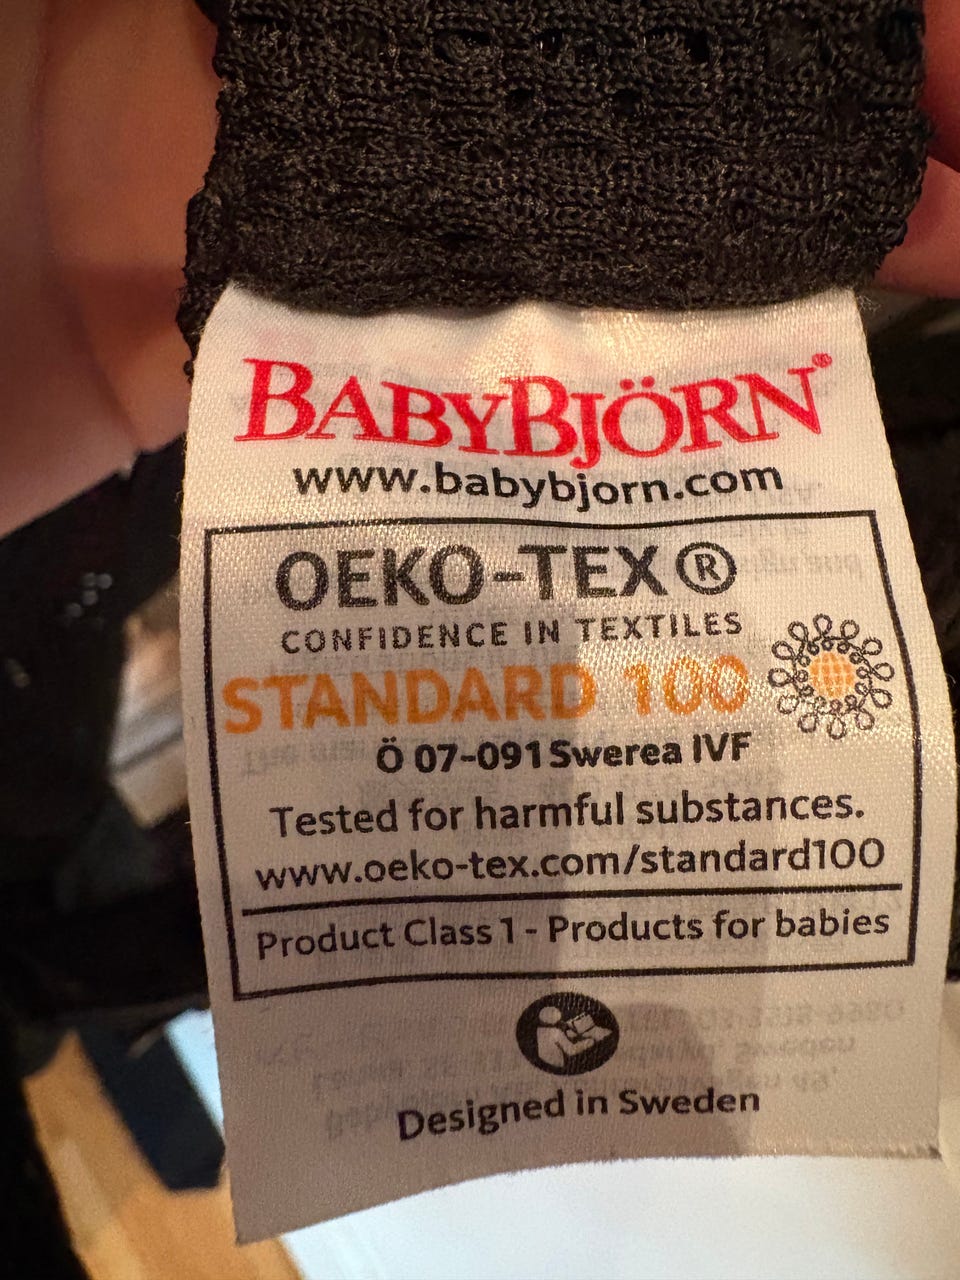 BABYBJÖRN®
www.babybjorn.com
OEKO-TEX®
CONFIDENCE IN TEXTILES
STANDARD 100
Ö 07-091 Swerea IVF
Tested for harmful substances.
www.oeko-tex.com/standard100
Product Class 1 - Products for babies
Designed in Sweden